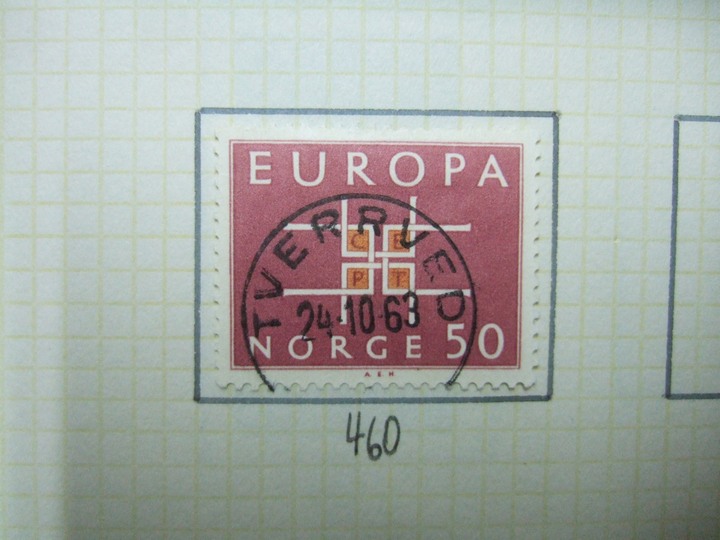 EUROPA
C E
P T
TVERRVED
24-10-63
NORGE 50
A. E. H
460